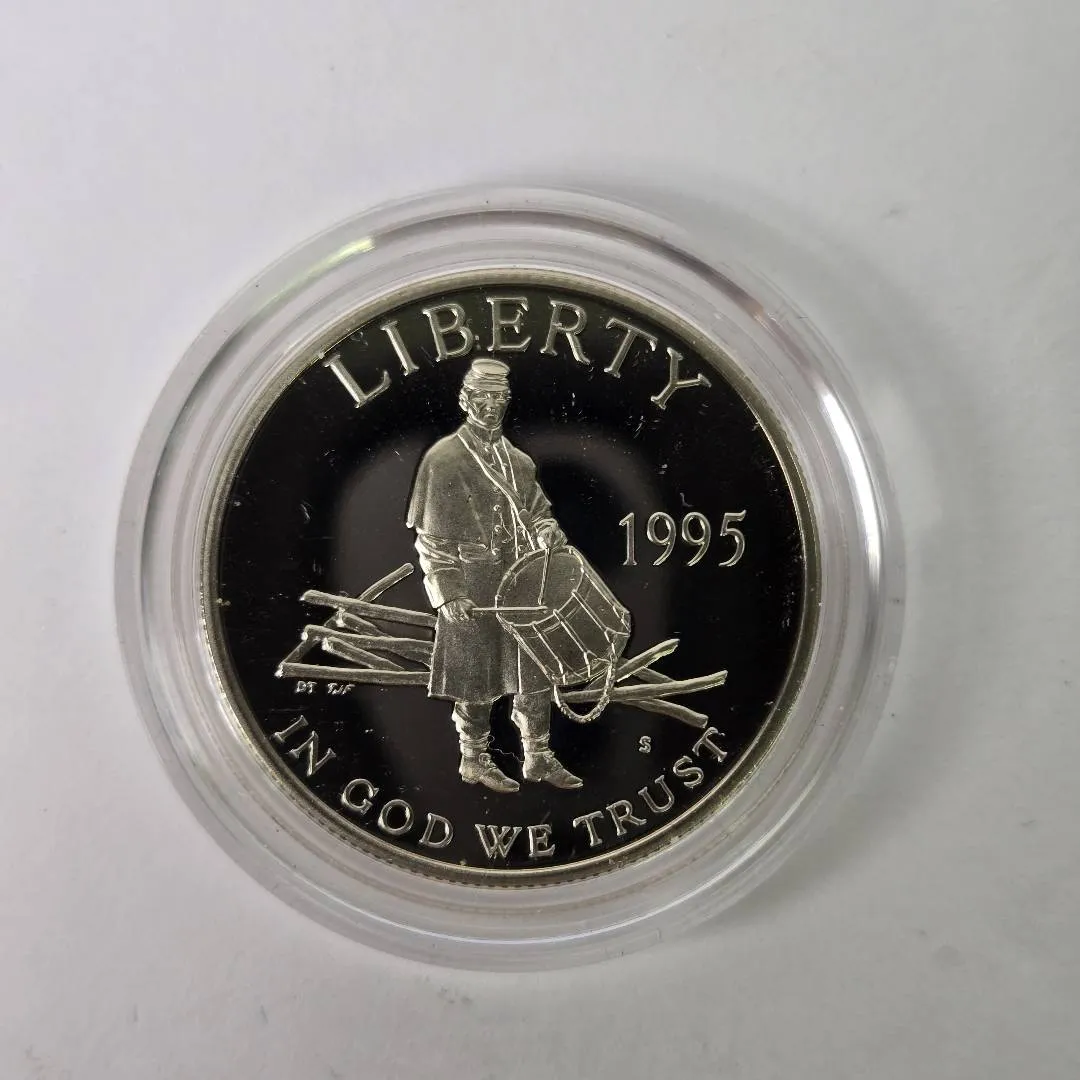 LIBERTY
1995
DT TJF
S
IN GOD WE TRUST